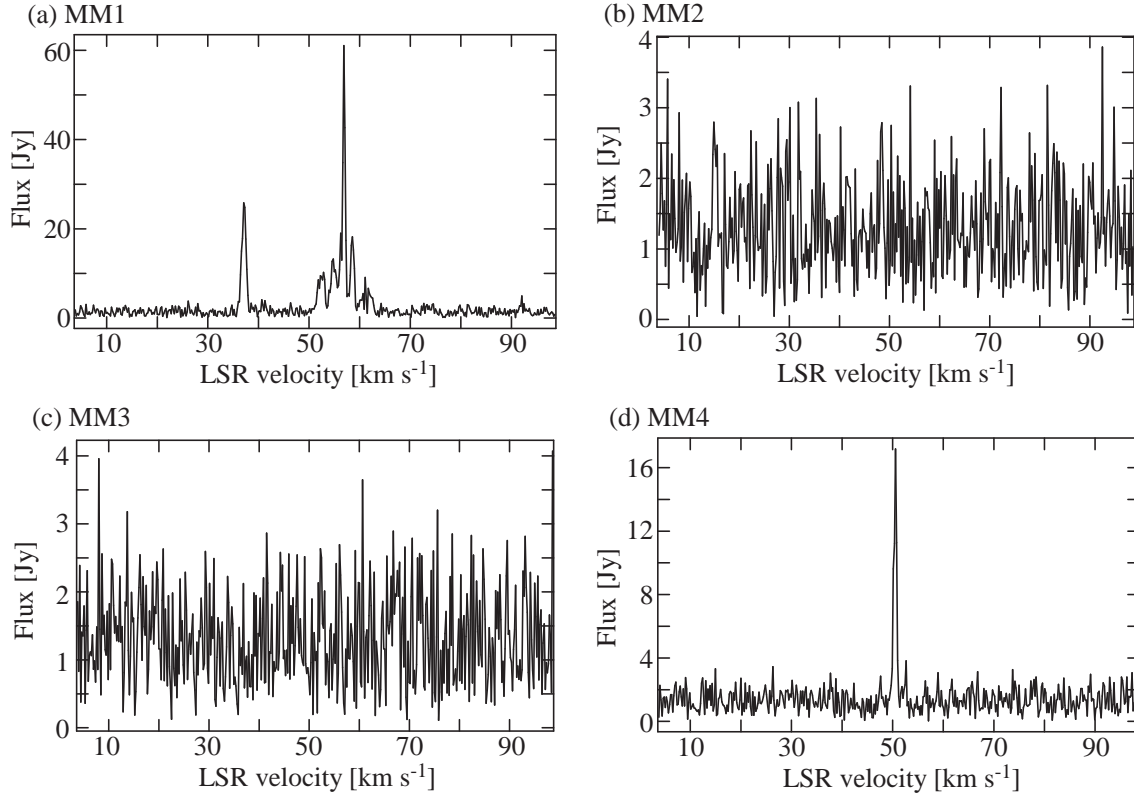 (a) MM1
60
40
20
0
Flux [Jy]
10 30 50 70 90
LSR velocity [km s-1]
(b) MM2
4
3
2
1
0
Flux [Jy]
10 30 50 70 90
LSR velocity [km s-1]
(c) MM3
4
3
2
1
0
Flux [Jy]
10 30 50 70 90
LSR velocity [km s-1]
(d) MM4
16
12
8
4
0
Flux [Jy]
10 30 50 70 90
LSR velocity [km s-1]